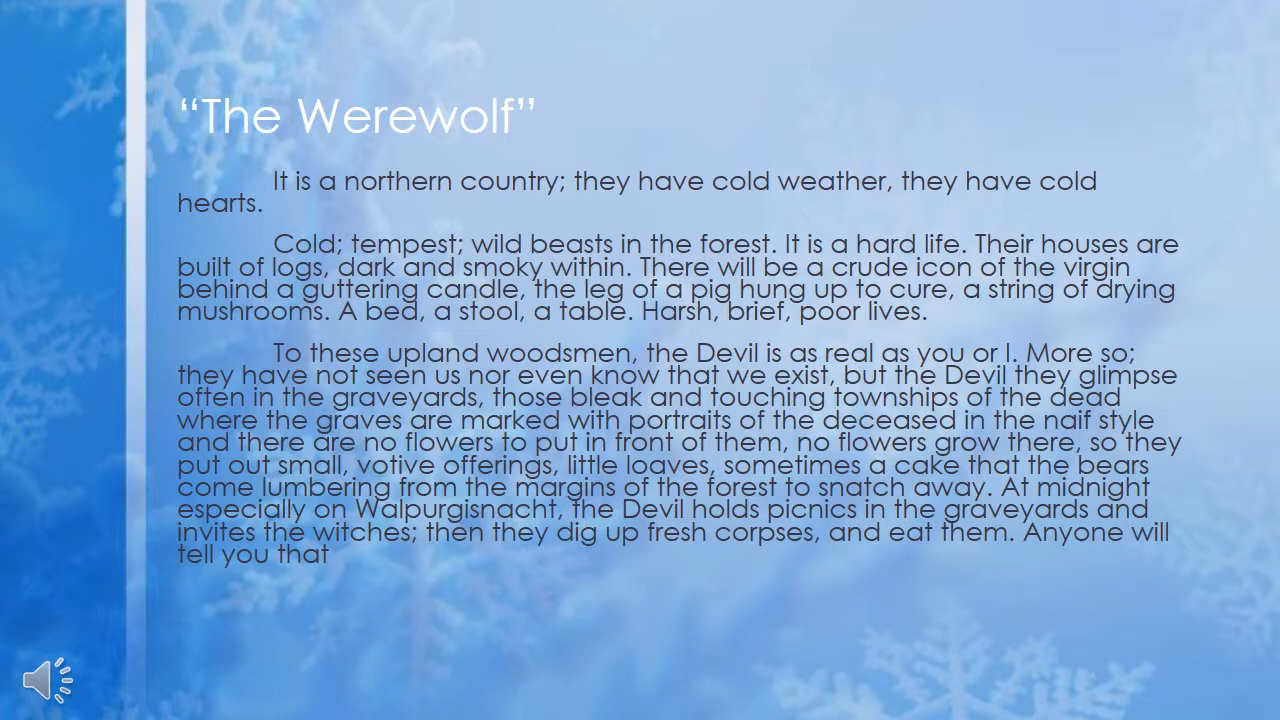 “The Werewolf”
It is a northern country; they have cold weather, they have cold
hearts.
Cold; tempest; wild beasts in the forest. It is a hard life. Their houses are
built of logs, dark and smoky within. There will be a crude icon of the virgin
behind a guttering candle, the leg of a pig hung up to cure, a string of drying
mushrooms. A bed, a stool, a table. Harsh, brief, poor lives.
To these upland woodsmen, the Devil is as real as you or I. More so;
they have not seen us nor even know that we exist, but the Devil they glimpse
often in the graveyards, those bleak and touching townships of the dead
where the graves are marked with portraits of the deceased in the naif style
and there are no flowers to put in front of them, no flowers grow there, so they
put out small, votive offerings, little loaves, sometimes a cake that the bears
come lumbering from the margins of the forest to snatch away. At midnight
especially on Walpurgisnacht, the Devil holds picnics in the graveyards and
invites the witches; then they dig up fresh corpses, and eat them. Anyone will
tell you that